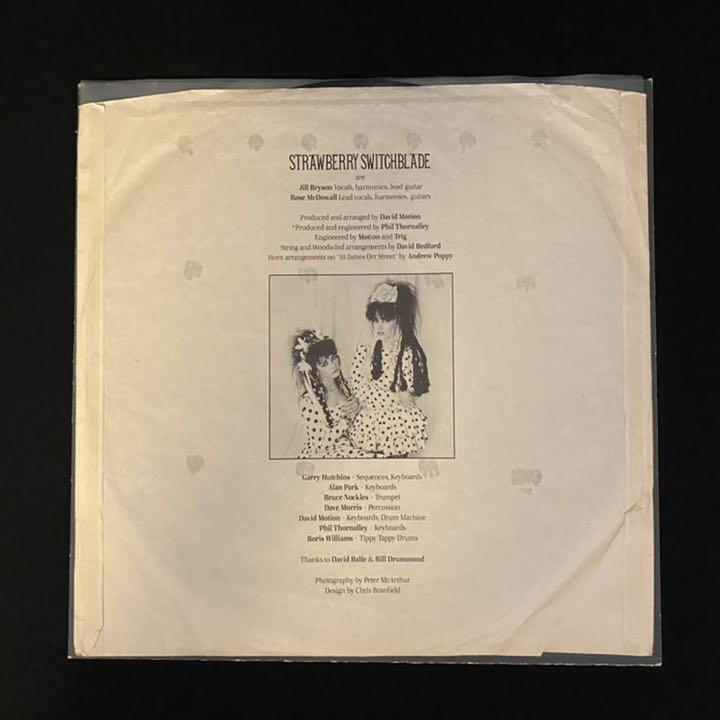 STRAWBERRY SWITCHBLADE
are
Jill Bryson Vocals, harmonies, lead guitar
Rose McDowall Lead vocals, harmonies, guitars
Produced and arranged by David Motion
*Produced and engineered by Phil Thornalley
Engineered by Motion and Trig
String and Woodwind arrangements by David Bedford
Horn arrangements on '10 James Orr Street' by Andrew Poppy
Garry Hutchins · Sequences, Keyboards
Alan Park · Keyboards
Bruce Nockles · Trumpet
Dave Morris · Percussion
David Motion · Keyboards, Drum Machine
Phil Thornalley · Keyboards
Boris Williams · Tippy Tappy Drums
Thanks to David Balfe & Bill Drummond
Photography by Peter McArthur
Design by Chris Branfield